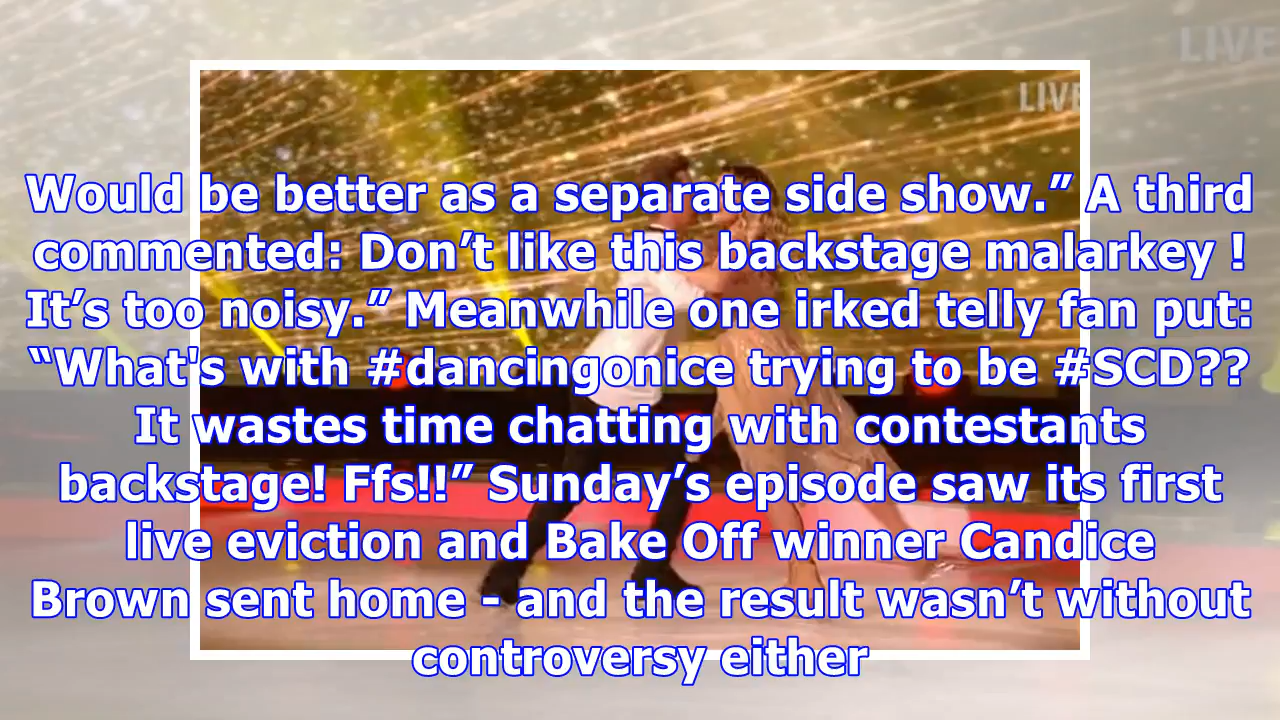 LIVE
LIVE
Would be better as a separate side show.” A third
commented: Don’t like this backstage malarkey !
It’s too noisy.” Meanwhile one irked telly fan put:
“What's with #dancingonice trying to be #SCD??
It wastes time chatting with contestants
backstage! Ffs!!” Sunday’s episode saw its first
live eviction and Bake Off winner Candice
Brown sent home - and the result wasn’t without
controversy either